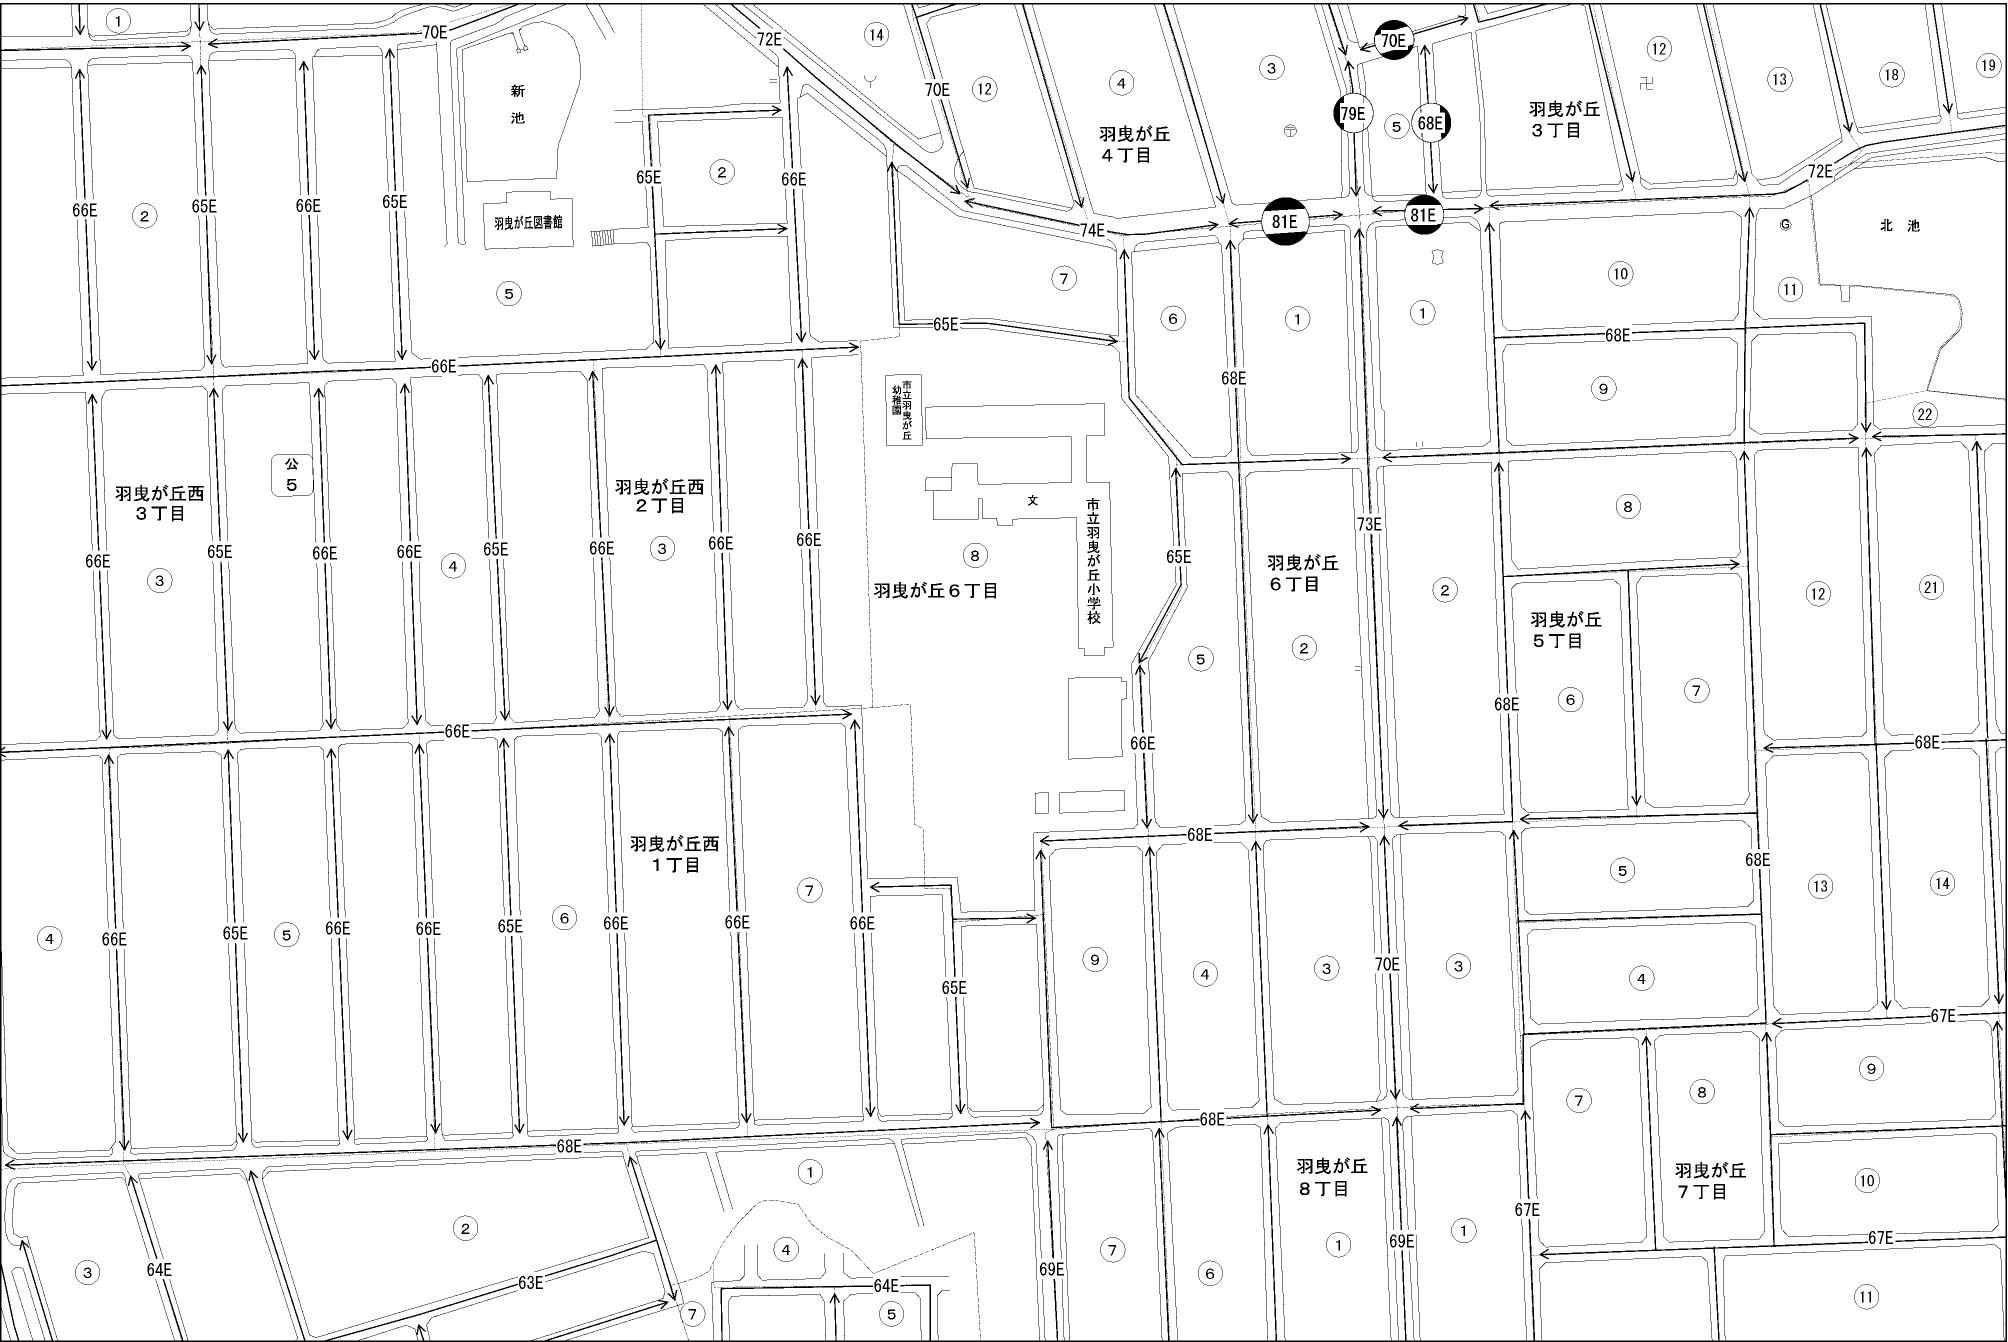 ①
70E
72E
⑭
70E
⑫
④
③
70E
⑫
⑬
⑱
⑲
新
池
79E
⑤
68E
羽曳が丘
3丁目
羽曳が丘
4丁目
〒
卍
66E
②
65E
66E
65E
羽曳が丘図書館
65E
②
66E
72E
74E
81E
81E
G
北池
⑤
⑦
⑩
⑪
65E
⑥
①
①
68E
66E
68E
⑨
㉒
市立羽曳が丘
幼稚園
公
5
羽曳が丘西
3丁目
羽曳が丘西
2丁目
文
市立羽曳が丘小学校
⑧
73E
66E
③
65E
66E
66E
④
65E
66E
③
66E
66E
⑧
65E
羽曳が丘
6丁目
羽曳が丘6丁目
②
⑫
㉑
羽曳が丘
5丁目
②
⑤
⑥
⑦
68E
66E
66E
68E
68E
羽曳が丘西
1丁目
68E
⑤
⑬
⑭
④
66E
65E
⑤
66E
66E
65E
⑥
66E
66E
⑦
66E
65E
⑨
④
③
70E
③
④
67E
⑨
⑦
⑧
68E
68E
①
羽曳が丘
8丁目
羽曳が丘
7丁目
⑩
③
64E
②
63E
④
64E
⑦
⑤
69E
⑦
⑥
①
69E
①
67E
67E
⑪